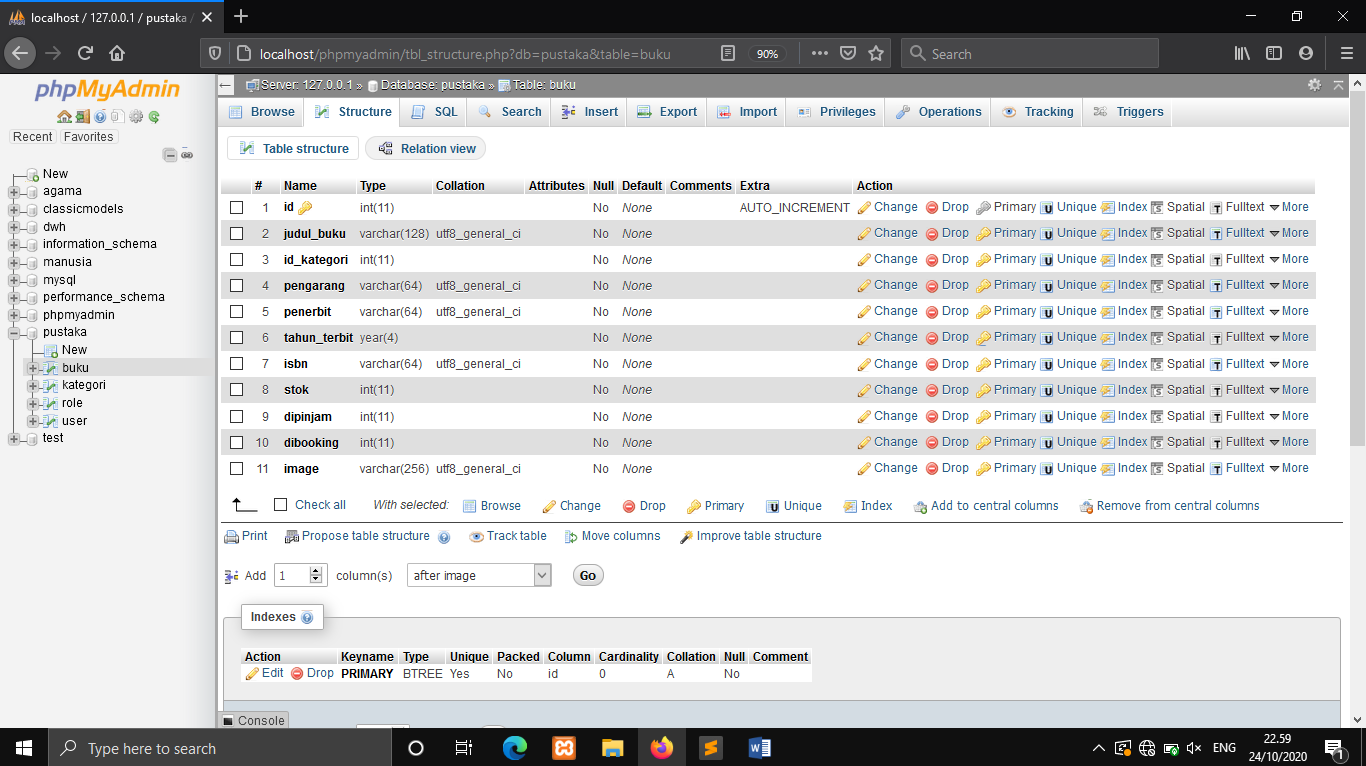 localhost / 127.0.0.1 / pustaka /
localhost/phpmyadmin/tbl_structure.php?db=pustaka&table=buku 90% Search
phpMyAdmin
Recent Favorites
New
agama
classicmodels
dwh
information_schema
manusia
mysql
performance_schema
phpmyadmin
pustaka
New
buku
kategori
role
user
test
Server: 127.0.0.1 » Database: pustaka » Table: buku
Browse Structure SQL Search Insert Export Import Privileges Operations Tracking Triggers
Table structure Relation view
# Name Type Collation Attributes Null Default Comments Extra Action
1 id int(11) No None AUTO_INCREMENT Change Drop Primary Unique Index Spatial Fulltext More
2 judul_buku varchar(128) utf8_general_ci No None Change Drop Primary Unique Index Spatial Fulltext More
3 id_kategori int(11) No None Change Drop Primary Unique Index Spatial Fulltext More
4 pengarang varchar(64) utf8_general_ci No None Change Drop Primary Unique Index Spatial Fulltext More
5 penerbit varchar(64) utf8_general_ci No None Change Drop Primary Unique Index Spatial Fulltext More
6 tahun_terbit year(4) No None Change Drop Primary Unique Index Spatial Fulltext More
7 isbn varchar(64) utf8_general_ci No None Change Drop Primary Unique Index Spatial Fulltext More
8 stok int(11) No None Change Drop Primary Unique Index Spatial Fulltext More
9 dipinjam int(11) No None Change Drop Primary Unique Index Spatial Fulltext More
10 dibooking int(11) No None Change Drop Primary Unique Index Spatial Fulltext More
11 image varchar(256) utf8_general_ci No None Change Drop Primary Unique Index Spatial Fulltext More
Check all With selected: Browse Change Drop Primary Unique Index Add to central columns Remove from central columns
Print Propose table structure Track table Move columns Improve table structure
Add 1 column(s) after image Go
Indexes
Action Keyname Type Unique Packed Column Cardinality Collation Null Comment
Edit Drop PRIMARY BTREE Yes No id 0 A No
Console
Type here to search ENG 22.59
24/10/2020 1